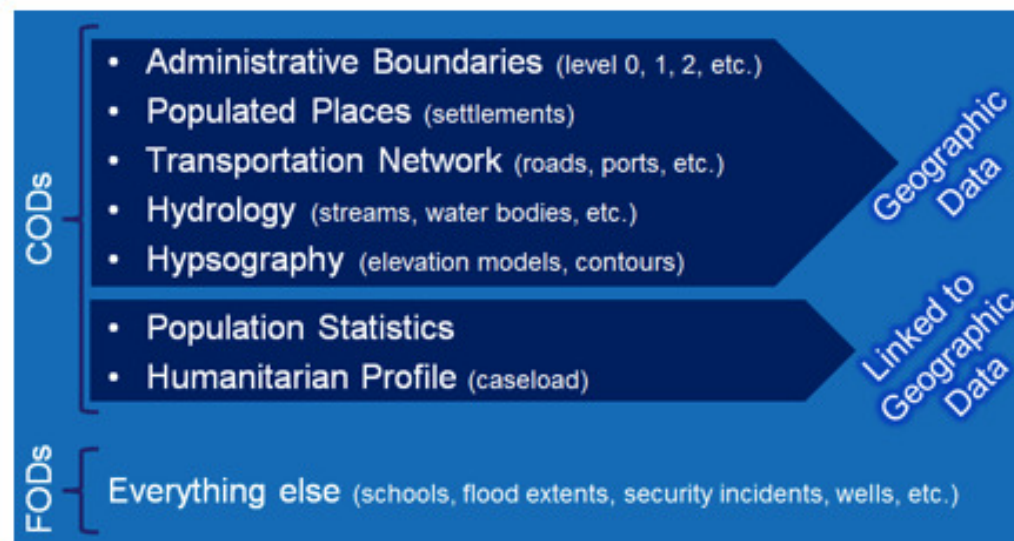 CODs
• Administrative Boundaries (level 0, 1, 2, etc.)
• Populated Places (settlements)
• Transportation Network (roads, ports, etc.)
• Hydrology (streams, water bodies, etc.)
• Hypsography (elevation models, contours)
Geographic
Data
• Population Statistics
• Humanitarian Profile (caseload)
Linked to
Geographic
Data
FODs
Everything else (schools, flood extents, security incidents, wells, etc.)